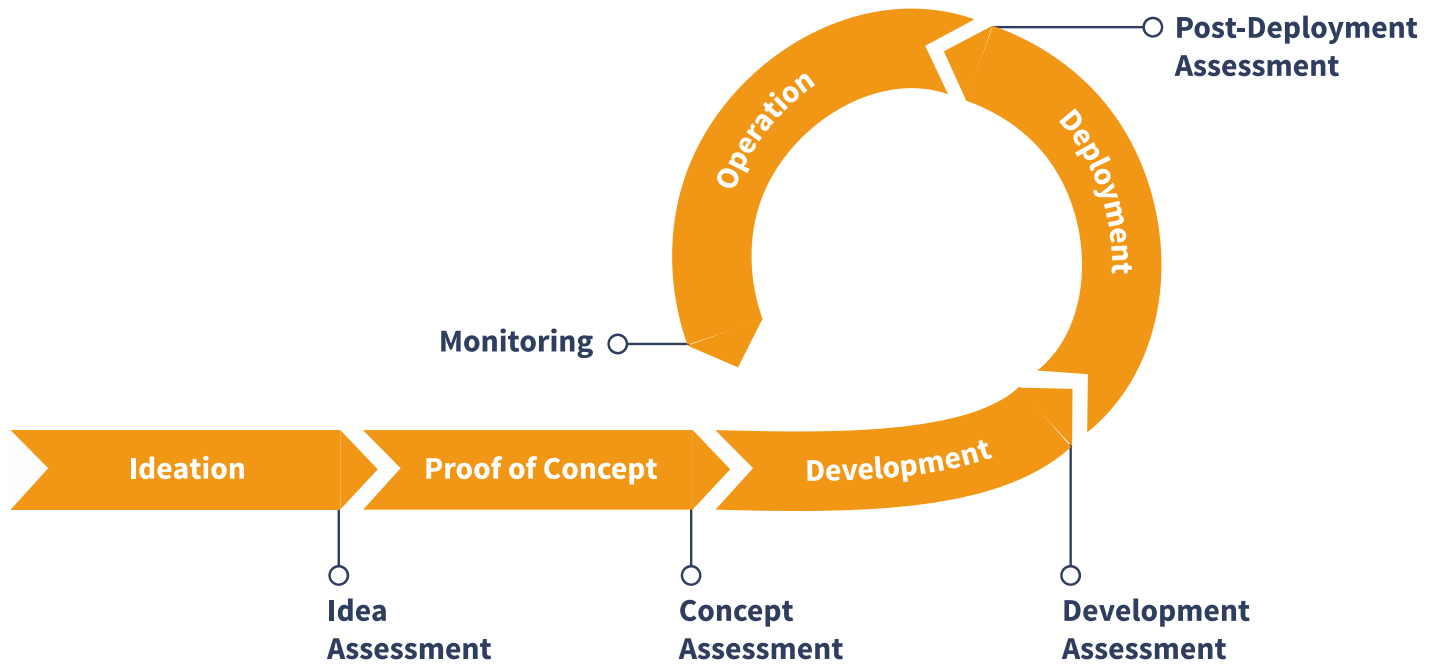 Post-Deployment
Assessment
Operation
Deployment
Monitoring
Ideation
Proof of Concept
Development
Idea
Assessment
Concept
Assessment
Development
Assessment